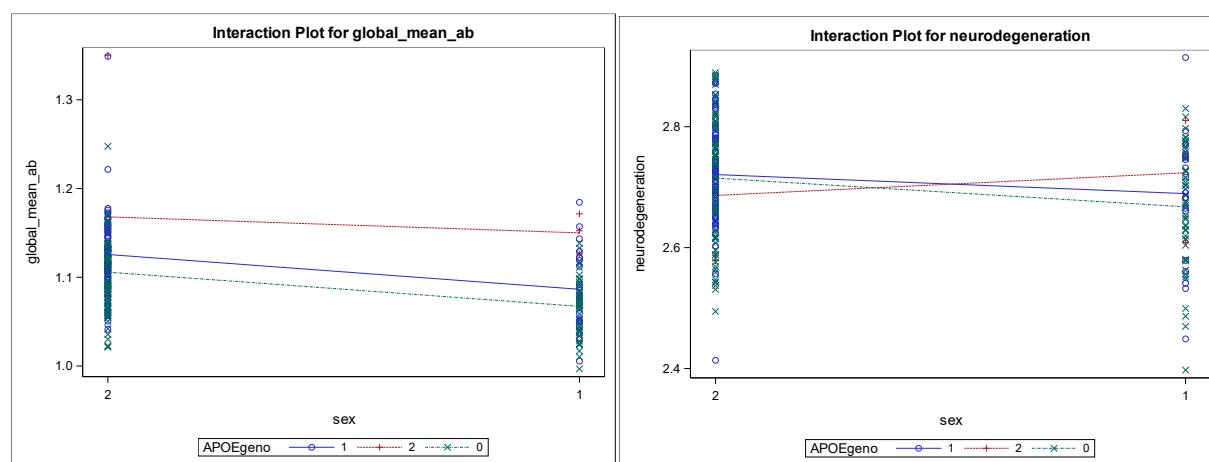 Interaction Plot for global_mean_ab
global_mean_ab
1.3
1.2
1.1
1.0
2
1
sex
APOEgeno 1 2 0
Interaction Plot for neurodegeneration
neurodegeneration
2.8
2.6
2.4
2
1
sex
APOEgeno 1 2 0